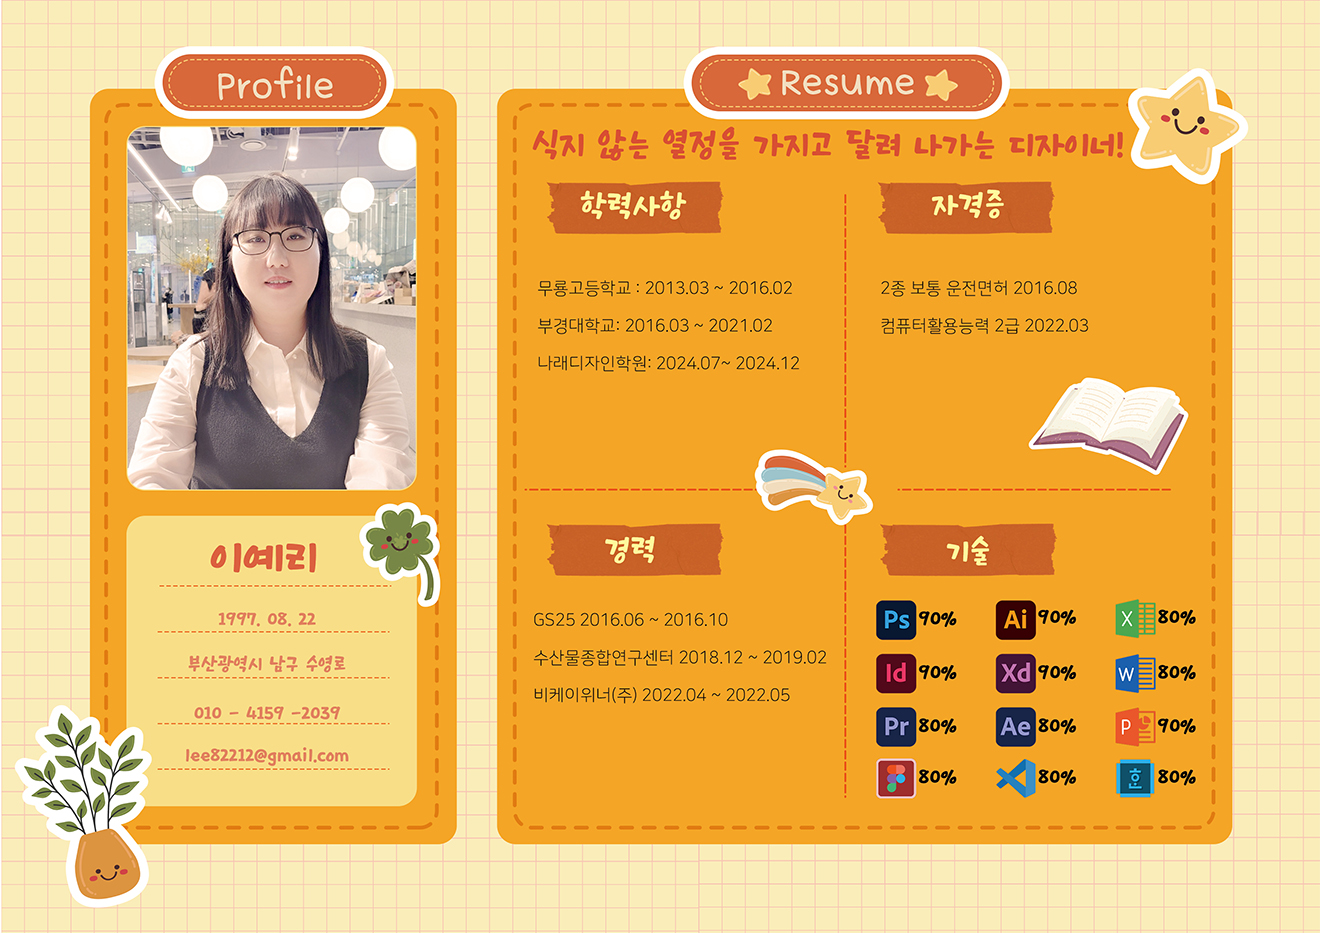 Profile
이예리
1997. 08. 22
부산광역시 남구 수영로
010 - 4159 -2039
lee82212@gmail.com
Resume
식지 않는 열정을 가지고 달려 나가는 디자이너!
학력사항
무룡고등학교 : 2013.03 ~ 2016.02
부경대학교: 2016.03 ~ 2021.02
나래디자인학원: 2024.07~ 2024.12
자격증
2종 보통 운전면허 2016.08
컴퓨터활용능력 2급 2022.03
경력
GS25 2016.06 ~ 2016.10
수산물종합연구센터 2018.12 ~ 2019.02
비케이위너(주) 2022.04 ~ 2022.05
기술
Ps 90% Ai 90% X 80%
Id 90% Xd 90% W 80%
Pr 80% Ae 80% P 90%
80% 80% 호 80%